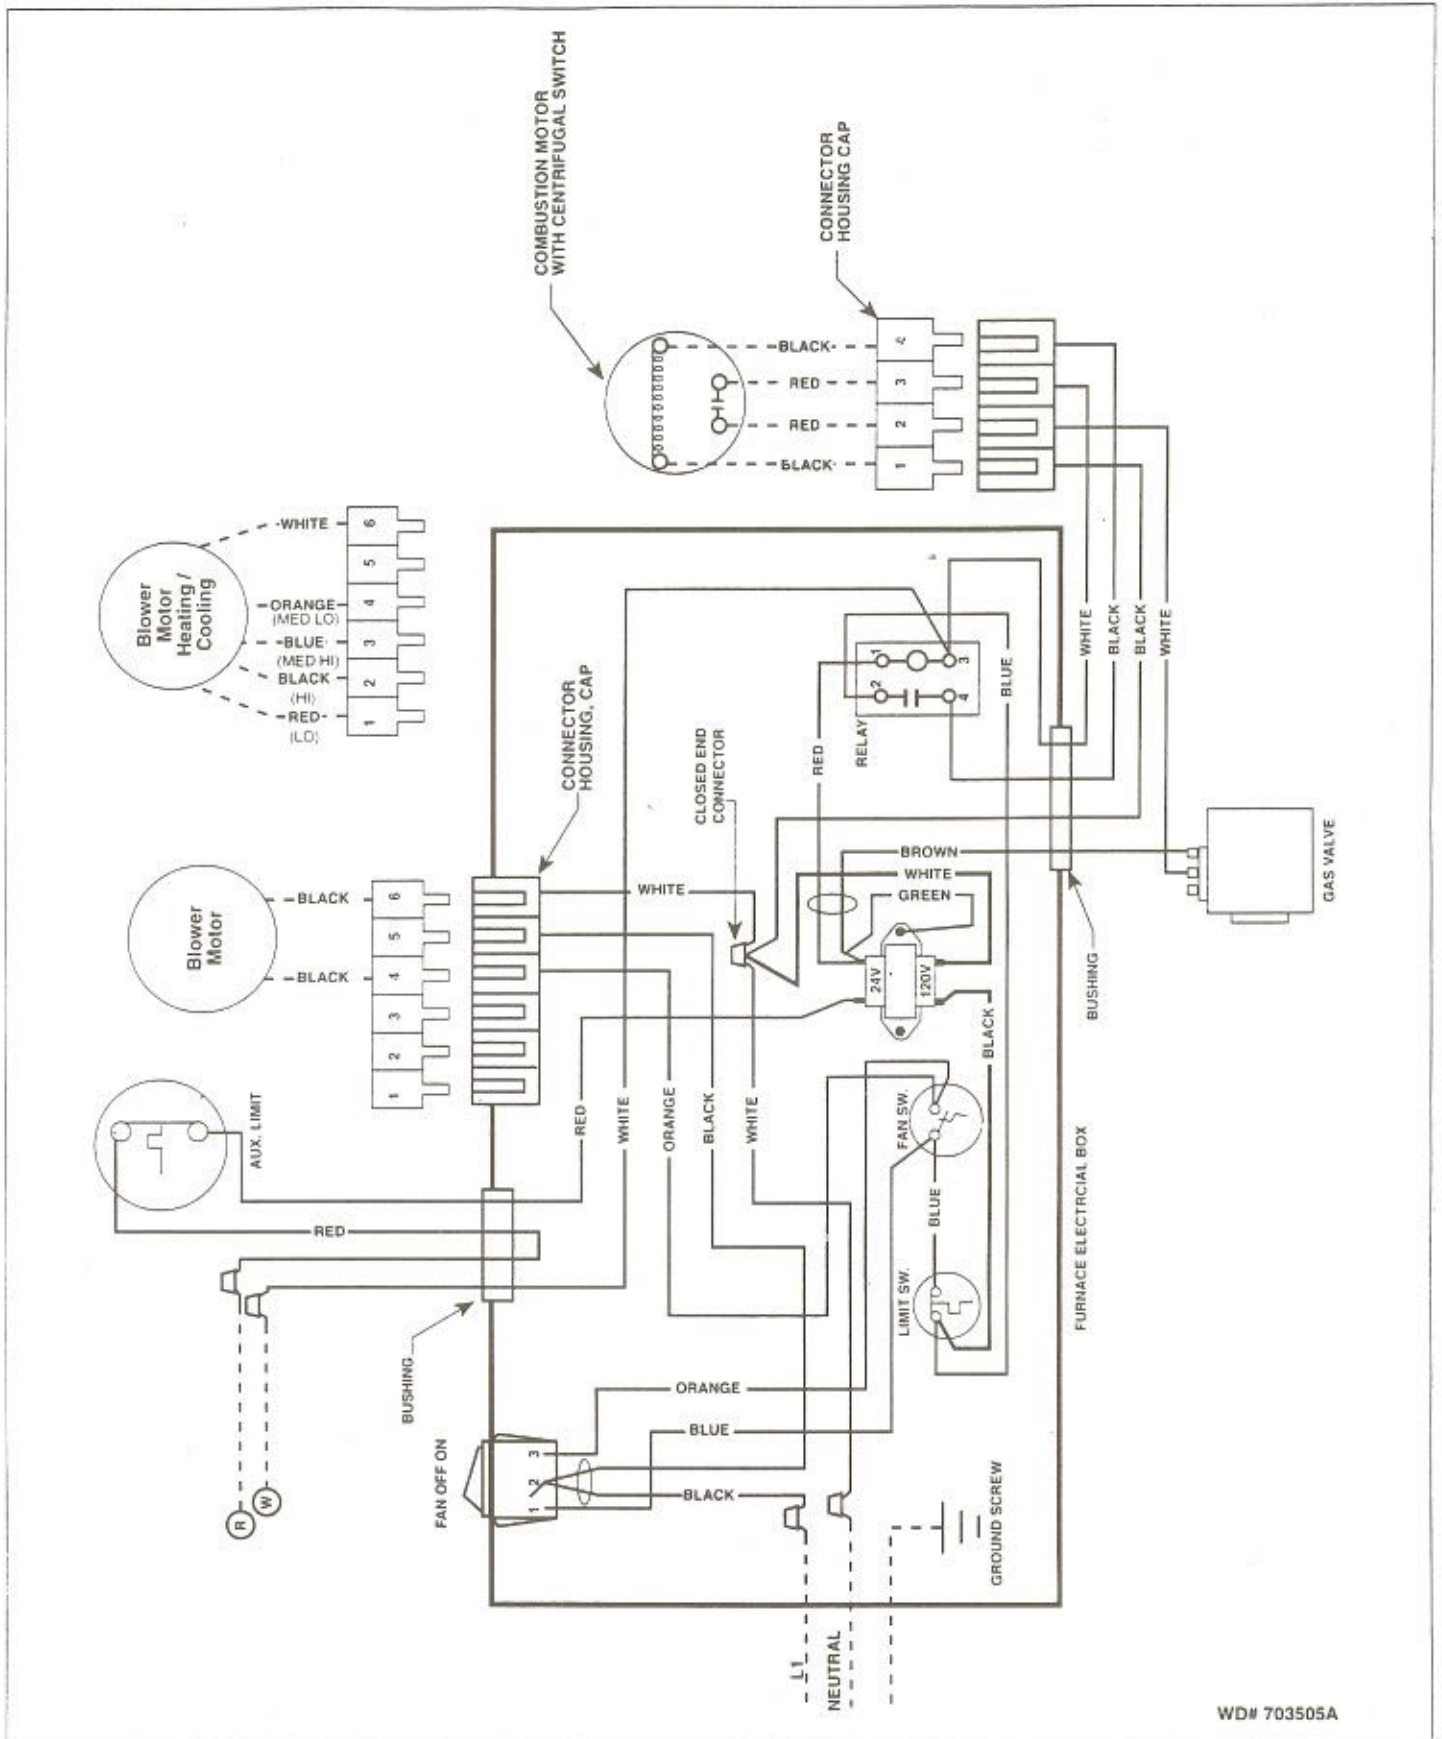 COMBUSTION MOTOR
WITH CENTRIFUGAL SWITCH
CONNECTOR
HOUSING CAP
BLACK
4
RED
3
RED
2
BLACK
1
Blower
Motor
Heating /
Cooling
WHITE
6
5
ORANGE
(MED LO)
4
BLUE
(MED HI)
3
BLACK
(HI)
2
RED
(LO)
1
CONNECTOR
HOUSING, CAP
CLOSED END
CONNECTOR
RED
RELAY
1
2
3
4
BLUE
WHITE
BLACK
BLACK
WHITE
Blower
Motor
BLACK
6
5
BLACK
4
3
2
1
WHITE
BROWN
WHITE
GREEN
24V
120V
BLACK
BUSHING
GAS VALVE
AUX. LIMIT
RED
RED
WHITE
ORANGE
BLACK
WHITE
FAN SW.
BLUE
LIMIT SW.
FURNACE ELECTRCIAL BOX
BUSHING
R
W
FAN OFF ON
3
2
1
ORANGE
BLUE
BLACK
GROUND SCREW
L1
NEUTRAL
WD# 703505A